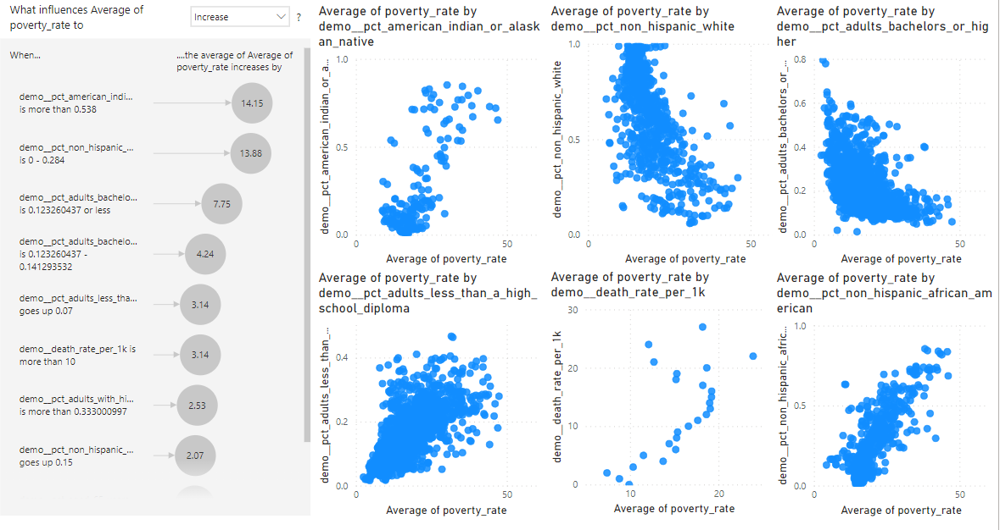 What influences Average of
poverty_rate to
Increase
?
When...
....the average of Average of
poverty_rate increases by
demo__pct_american_indi...
is more than 0.538
14.15
demo__pct_non_hispanic_...
is 0 - 0.284
13.88
demo__pct_adults_bachelo...
is 0.123260437 or less
7.75
demo__pct_adults_bachelo...
is 0.123260437 -
0.141293532
4.24
demo__pct_adults_less_tha...
goes up 0.07
3.14
demo__death_rate_per_1k is
more than 10
3.14
demo__pct_adults_with_hi...
is more than 0.333000997
2.53
demo__pct_non_hispanic_...
goes up 0.15
2.07
Average of poverty_rate by
demo__pct_american_indian_or_alask
an_native
demo__pct_american_indian_or_a...
1.0
0.5
0.0
0
50
Average of poverty_rate
Average of poverty_rate by
demo__pct_non_hispanic_white
demo__pct_non_hispanic_white
1.0
0.5
0.0
0
50
Average of poverty_rate
Average of poverty_rate by
demo__pct_adults_bachelors_or_hig
her
demo__pct_adults_bachelors_or_...
0.8
0.6
0.4
0.2
0.0
0
50
Average of poverty_rate
Average of poverty_rate by
demo__pct_adults_less_than_a_high_
school_diploma
demo__pct_adults_less_than_...
0.4
0.2
0.0
0
50
Average of poverty_rate
Average of poverty_rate by
demo__death_rate_per_1k
demo__death_rate_per_1k
30
20
10
0
10
20
Average of poverty_rate
Average of poverty_rate by
demo__pct_non_hispanic_african_am
erican
demo__pct_non_hispanic_afric...
1.0
0.5
0.0
0
50
Average of poverty_rate